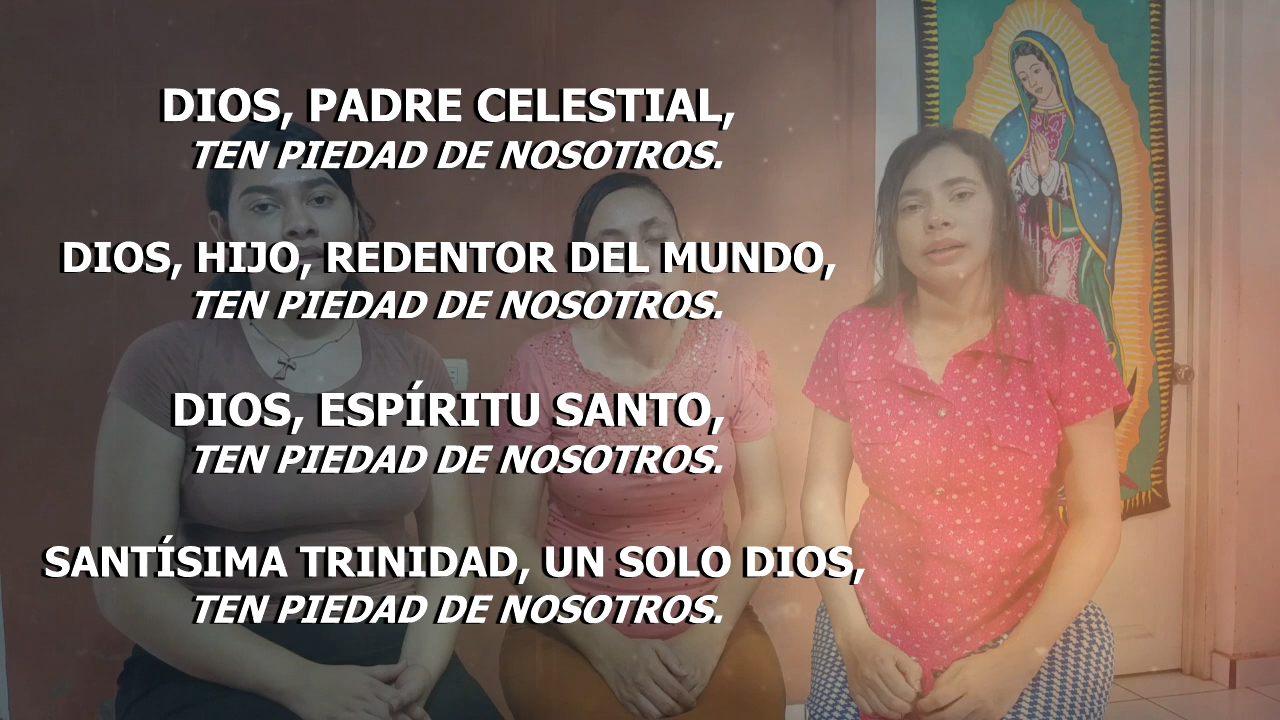 DIOS, PADRE CELESTIAL,
TEN PIEDAD DE NOSOTROS.
DIOS, HIJO, REDENTOR DEL MUNDO,
TEN PIEDAD DE NOSOTROS.
DIOS, ESPÍRITU SANTO,
TEN PIEDAD DE NOSOTROS.
SANTÍSIMA TRINIDAD, UN SOLO DIOS,
TEN PIEDAD DE NOSOTROS.